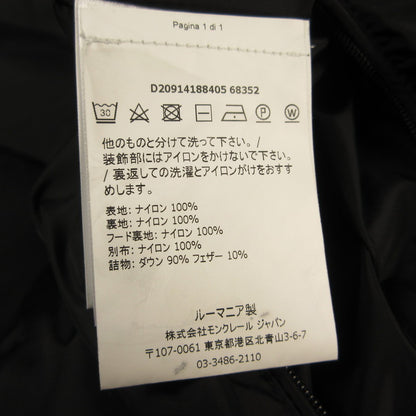 Pagina 1 di 1
D20914188405 68352
30 P W
他のものと分けて洗って下さい。/
装飾部にはアイロンをかけないで下さい。
/ 裏返しての洗濯とアイロンがけをおすす
めします。
表地: ナイロン 100%
裏地: ナイロン 100%
フード裏地: ナイロン 100%
別布: ナイロン 100%
詰物: ダウン 90% フェザー 10%
ルーマニア製
株式会社モンクレール ジャパン
〒107-0061 東京都港区北青山3-6-7
03-3486-2110